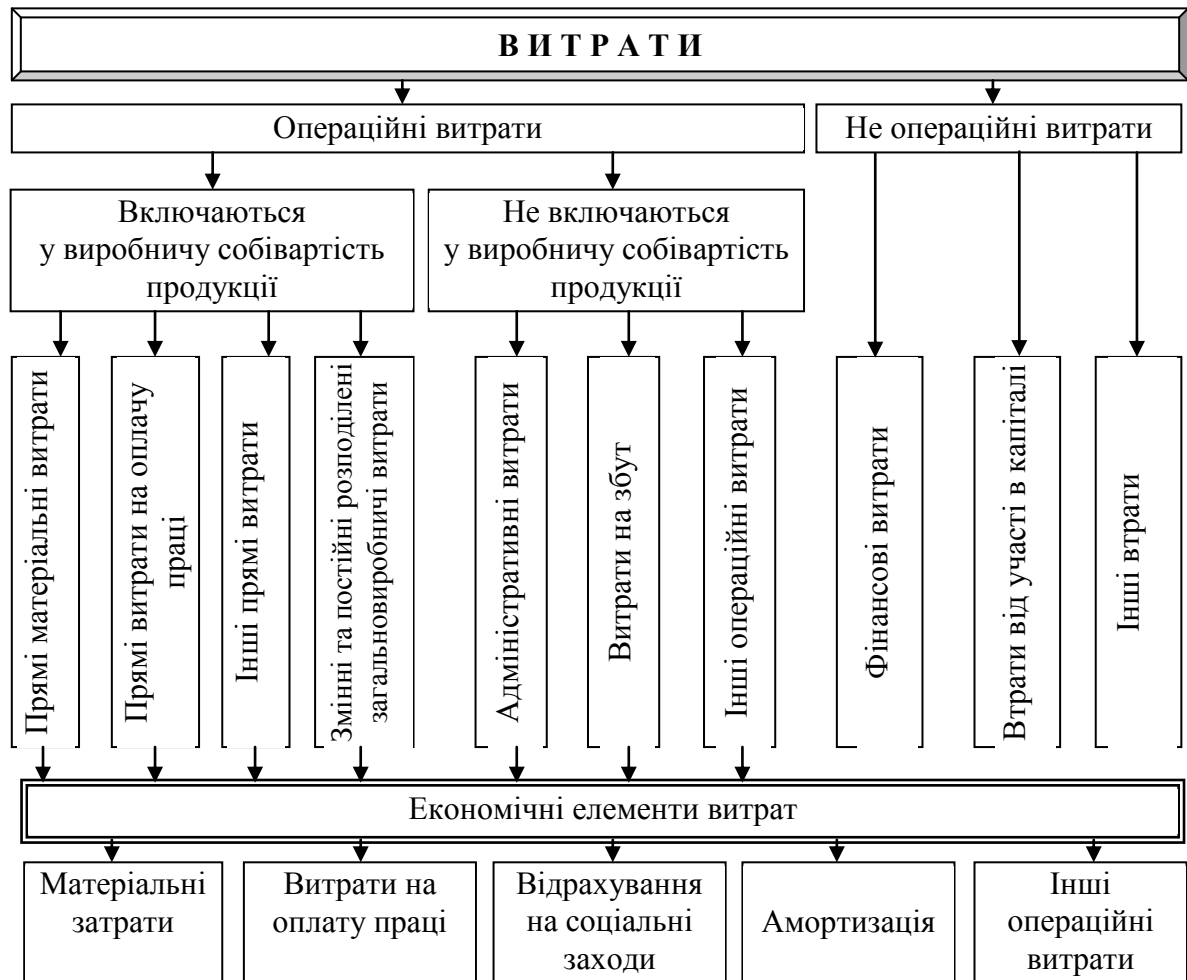 В И Т Р А Т И
Операційні витрати
Не операційні витрати
Включаються
у виробничу собівартість
продукції
Не включаються
у виробничу собівартість
продукції
Прямі матеріальні витрати
Прямі витрати на оплачу
праці
Інші прямі витрати
Змінні та постійні розподілені
загальновиробничі витрати
Адміністративні витрати
Витрати на збут
Інші операційні витрати
Фінансові витрати
Втрати від участі в капіталі
Інші втрати
Економічні елементи витрат
Матеріальні
затрати
Витрати на
оплату праці
Відрахування
на соціальні
заходи
Амортизація
Інші
операційні
витрати